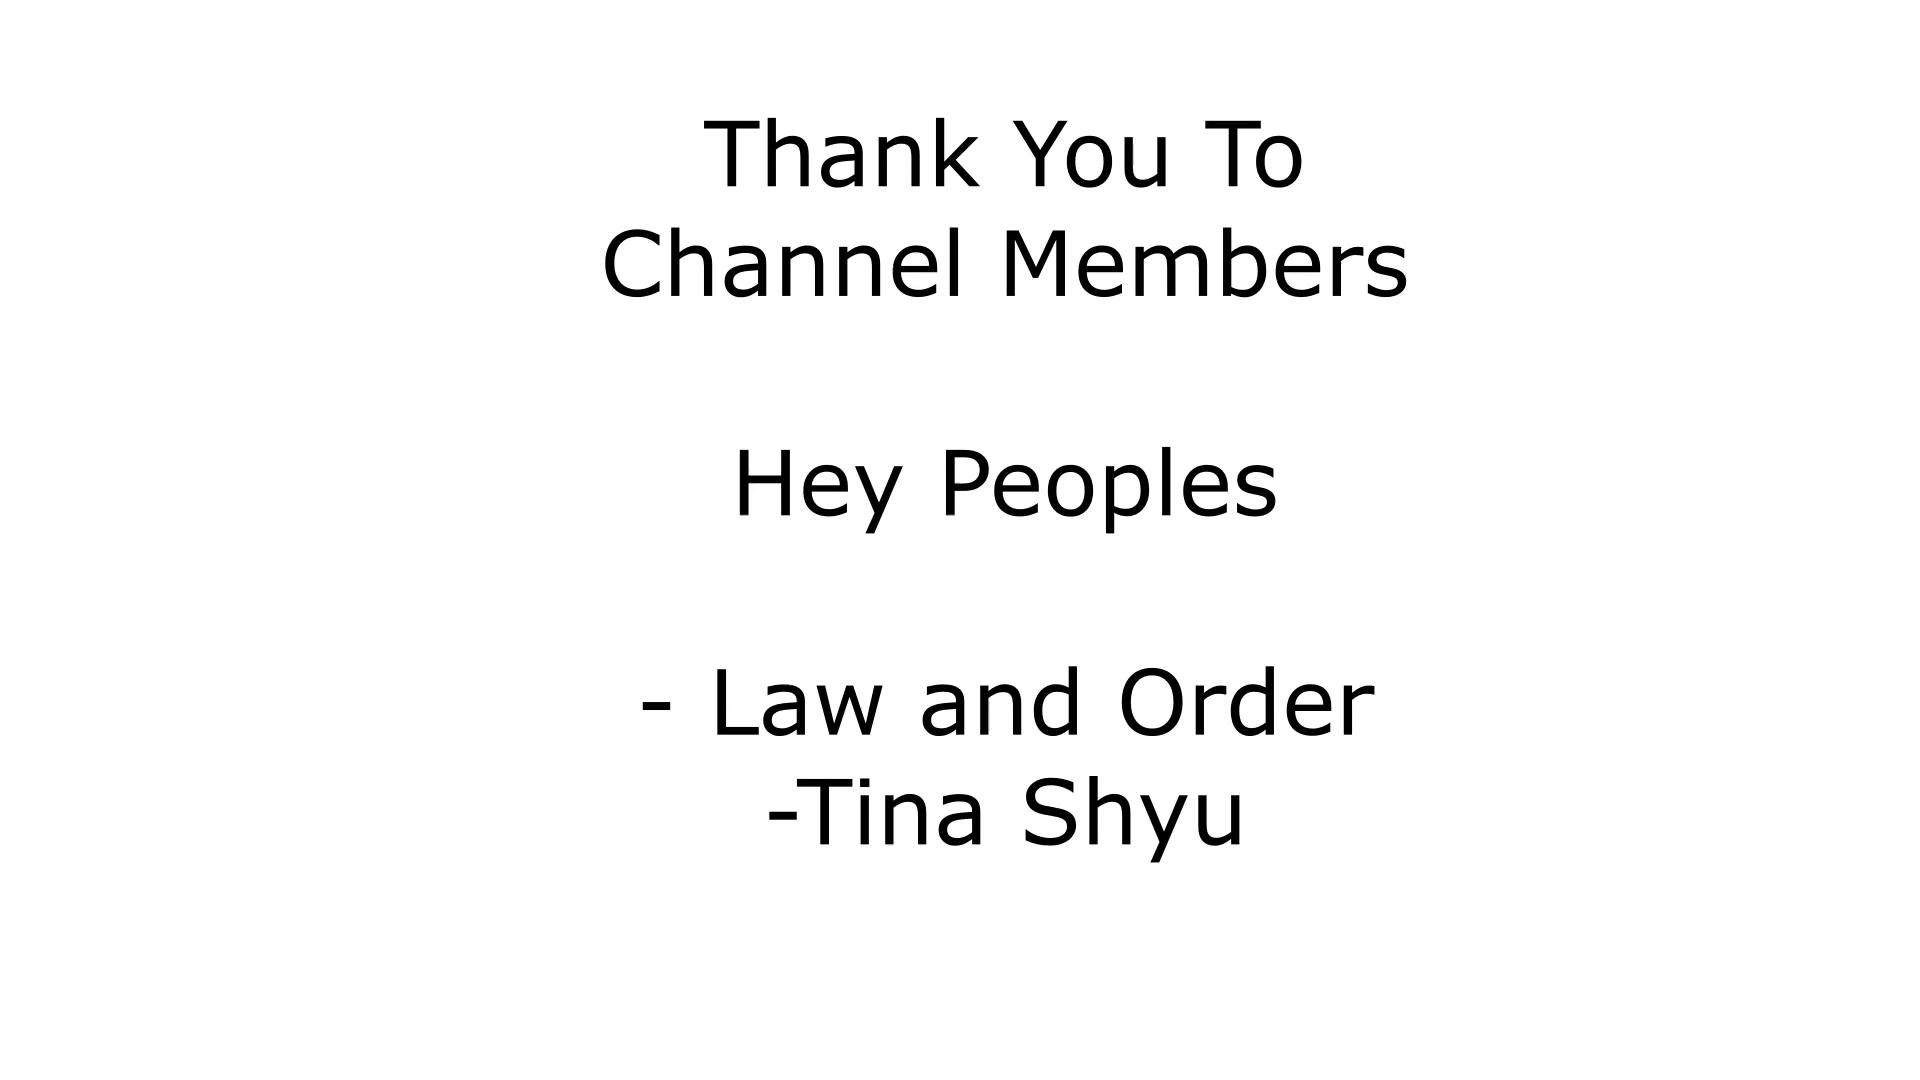 Thank You To
Channel Members
Hey Peoples
- Law and Order
-Tina Shyu